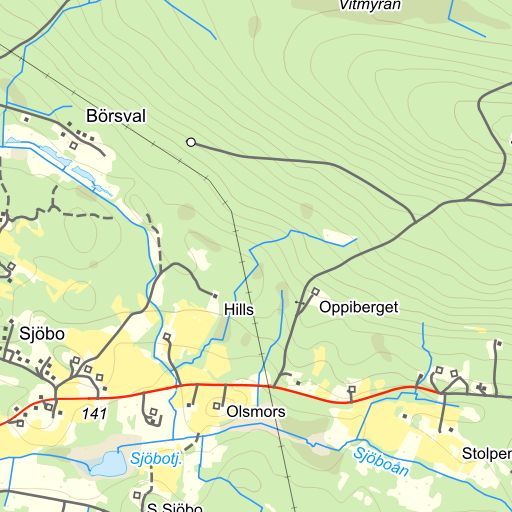 Vitmyran
Börsval
Hills
Oppiberget
Sjöbo
141
Olsmors
Sjöbotj.
Sjöboån
Stolpen
S Sjöbo